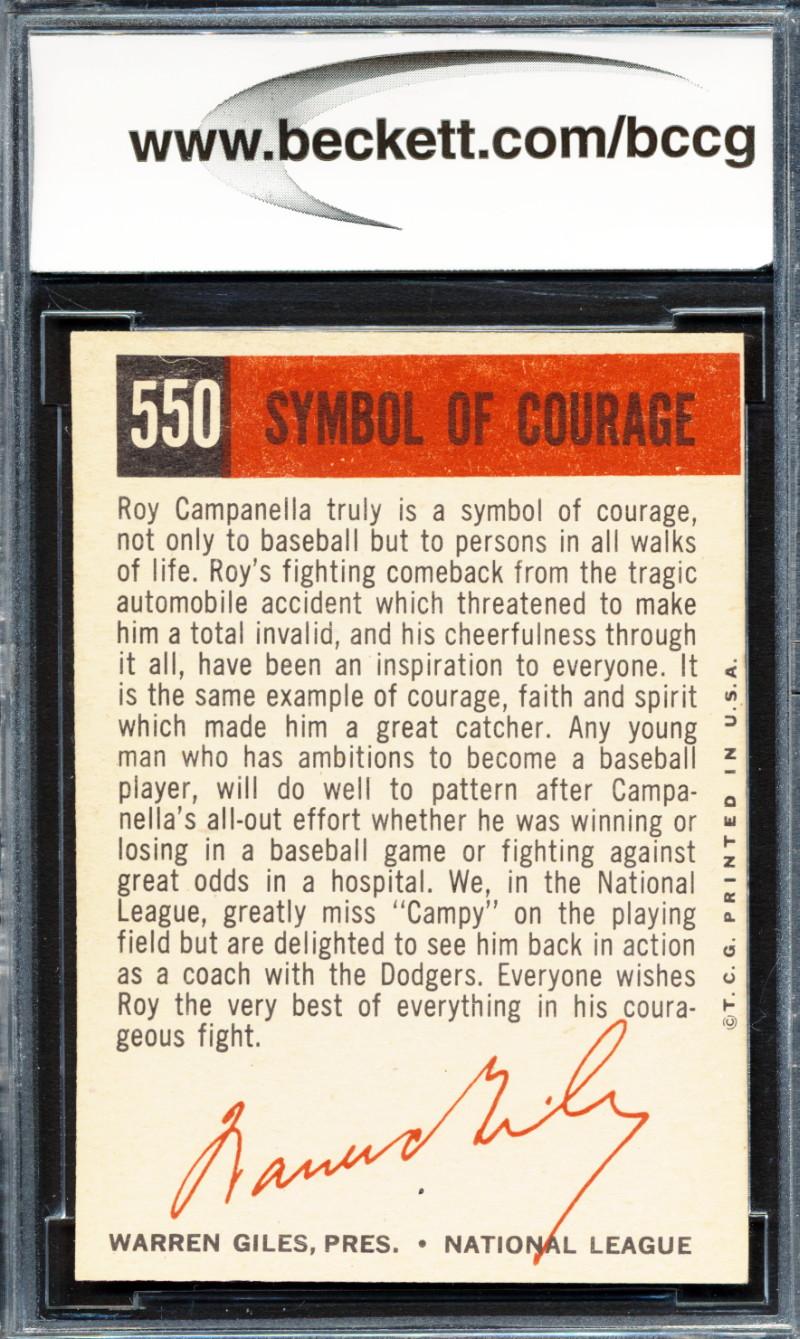 www.beckett.com/bccg
550 SYMBOL OF COURAGE
Roy Campanella truly is a symbol of courage,
not only to baseball but to persons in all walks
of life. Roy's fighting comeback from the tragic
automobile accident which threatened to make
him a total invalid, and his cheerfulness through
it all, have been an inspiration to everyone. It
is the same example of courage, faith and spirit
which made him a great catcher. Any young
man who has ambitions to become a baseball
player, will do well to pattern after Campa-
nella's all-out effort whether he was winning or
losing in a baseball game or fighting against
great odds in a hospital. We, in the National
League, greatly miss “Campy” on the playing
field but are delighted to see him back in action
as a coach with the Dodgers. Everyone wishes
Roy the very best of everything in his coura-
geous fight.
©T.C.G. PRINTED IN U.S.A.
Warren Giles
WARREN GILES, PRES. • NATIONAL LEAGUE